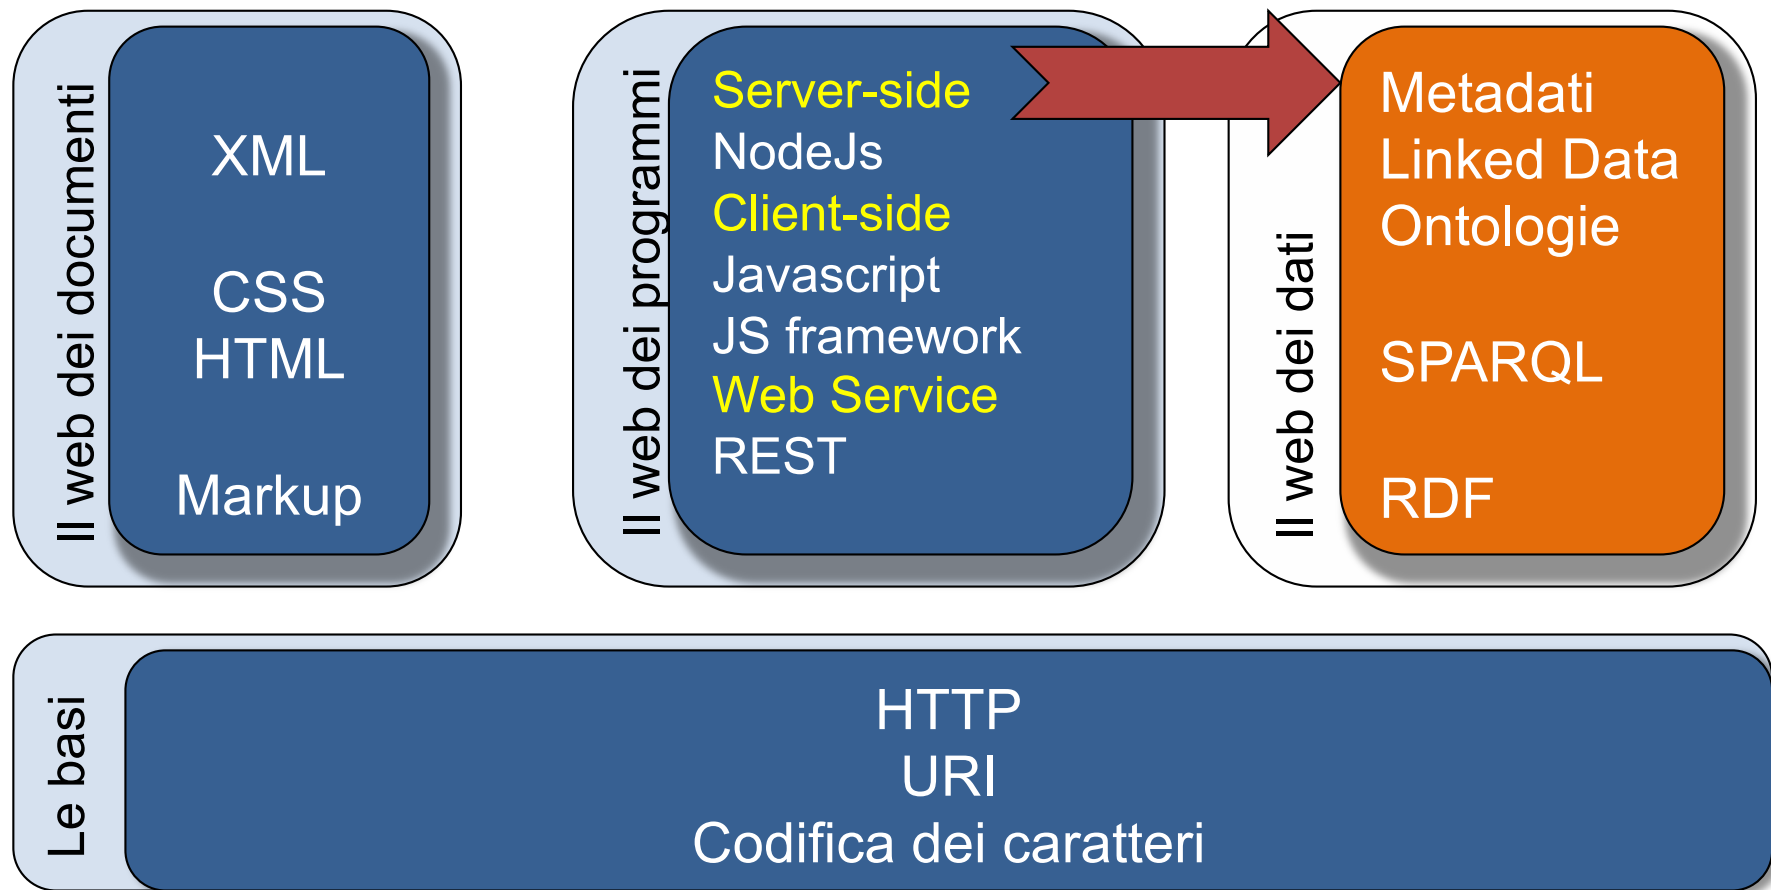 Il web dei documenti
XML
CSS
HTML
Markup
Il web dei programmi
Server-side
NodeJs
Client-side
Javascript
JS framework
Web Service
REST
Il web dei dati
Metadati
Linked Data
Ontologie
SPARQL
RDF
Le basi
HTTP
URI
Codifica dei caratteri